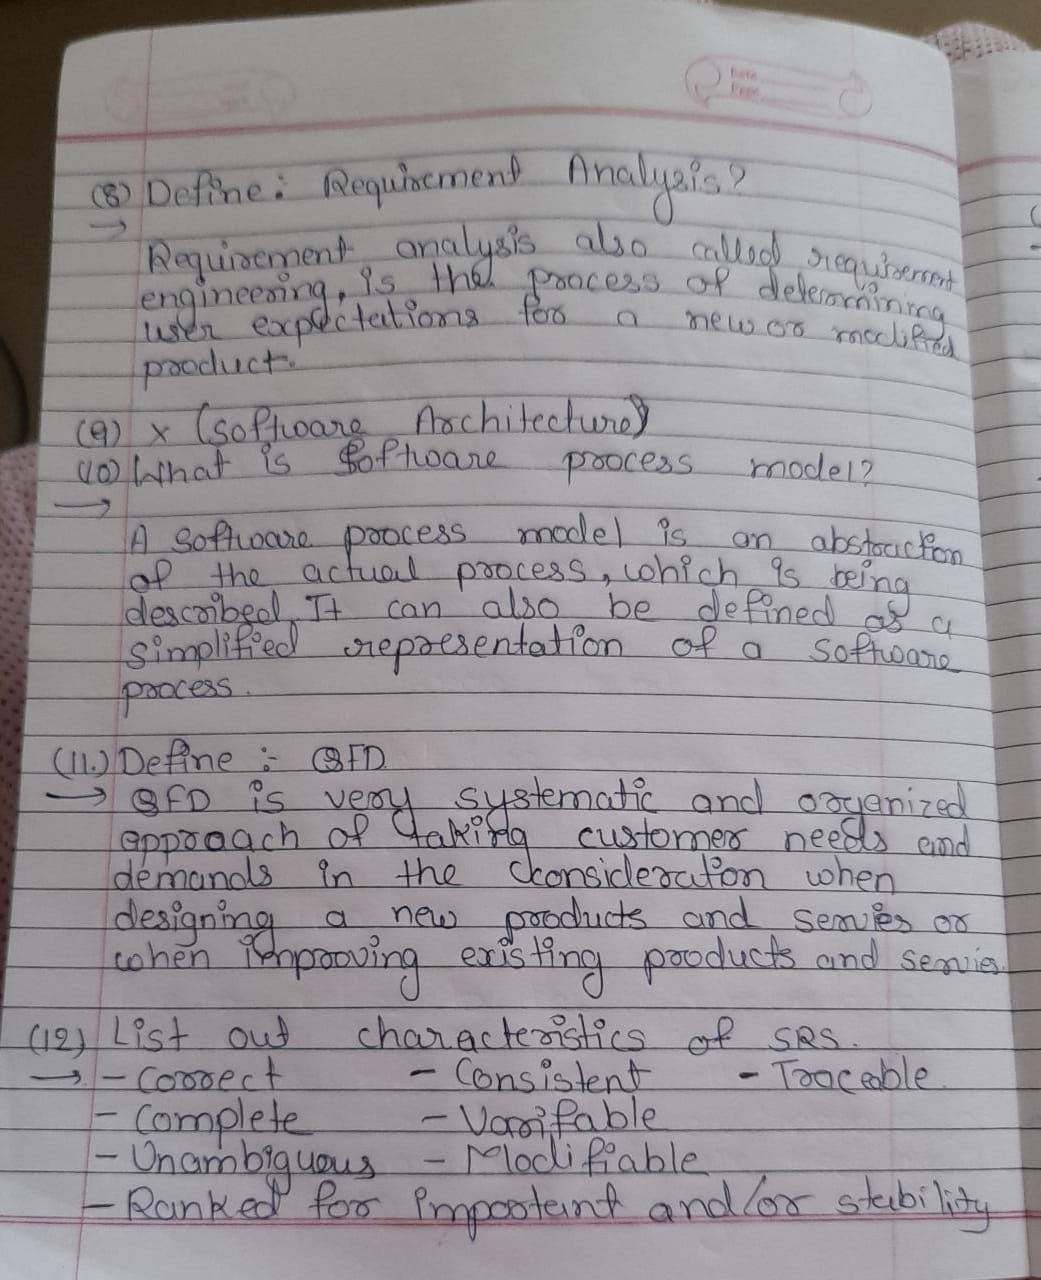 Date
Page
(8) Define: Requirement Analysis?
→
Requirement analysis also called requirement
engineering, is the process of determining
user expectations for a new or modified
product.
(9) x (Software Architecture)
(10) What is Software process model?
→
A software process model is an abstraction
of the actual process, which is being
described. It can also be defined as a
simplified representation of a software
process.
(11.) Define : QFD
→ QFD is very systematic and organized
approach of taking customer needs and
demands in the consideration when
designing a new products and servies or
when improving existing products and servies.
(12) List out characteristics of SRS.
→ - Correct - Consistent - Traceable.
- Complete - Varifable
- Unambiguous - Modifiable
- Ranked for importent and/or stability